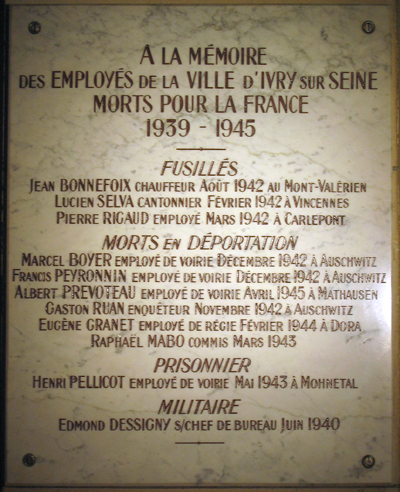 A LA MÉMOIRE
DES EMPLOYÉS DE LA VILLE D'IVRY SUR SEINE
MORTS POUR LA FRANCE
1939 - 1945
FUSILLÉS
JEAN BONNEFOIX CHAUFFEUR AOÛT 1942 AU MONT-VALÉRIEN
LUCIEN SELVA CANTONNIER FÉVRIER 1942 À VINCENNES
PIERRE RIGAUD EMPLOYÉ MARS 1942 À CARLEPONT
MORTS EN DÉPORTATION
MARCEL BOYER EMPLOYÉ DE VOIRIE DÉCEMBRE 1942 À AUSCHWITZ
FRANCIS PEYRONNIN EMPLOYÉ DE VOIRIE DÉCEMBRE 1942 À AUSCHWITZ
ALBERT PREVOTEAU EMPLOYÉ DE VOIRIE AVRIL 1945 À MATHAUSEN
GASTON RUAN ENQUÊTEUR NOVEMBRE 1942 À AUSCHWITZ
EUGÈNE GRANET EMPLOYÉ DE RÉGIE FÉVRIER 1944 À DORA
RAPHAËL MABO COMMIS MARS 1943
PRISONNIER
HENRI PELLICOT EMPLOYÉ DE VOIRIE MAI 1943 À MOHNETAL
MILITAIRE
EDMOND DESSIGNY S/CHEF DE BUREAU JUIN 1940